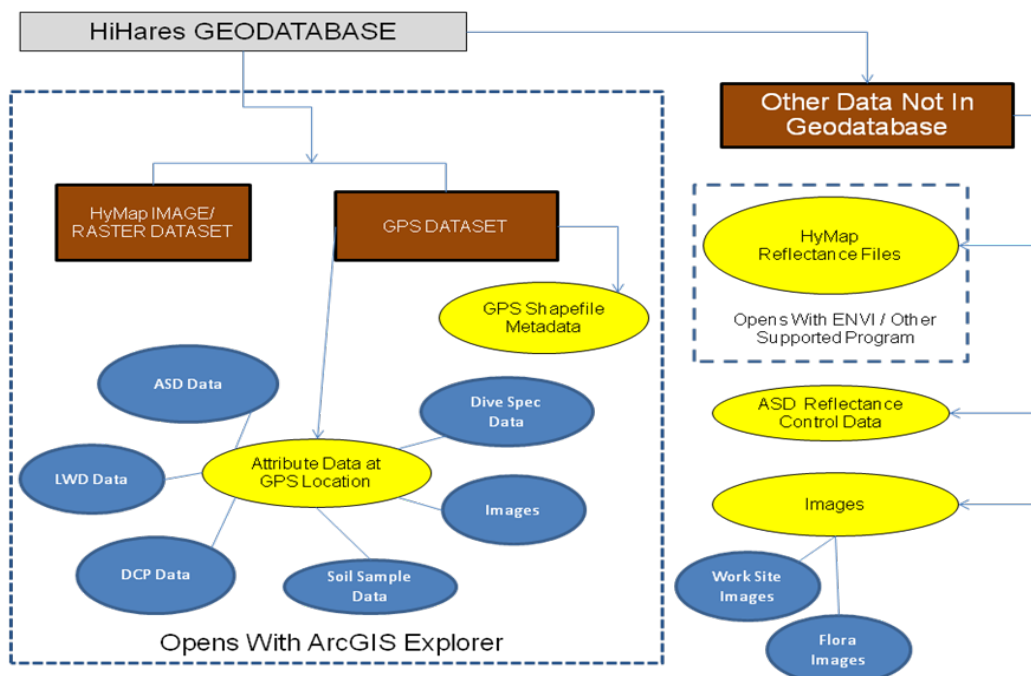 HiHares GEODATABASE
Other Data Not In
Geodatabase
HyMap IMAGE/
RASTER DATASET
GPS DATASET
HyMap
Reflectance Files
GPS Shapefile
Metadata
Opens With ENVI / Other
Supported Program
ASD Data
Dive Spec
Data
ASD Reflectance
Control Data
LWD Data
Attribute Data at
GPS Location
Images
Images
DCP Data
Soil Sample
Data
Work Site
Images
Flora
Images
Opens With ArcGIS Explorer